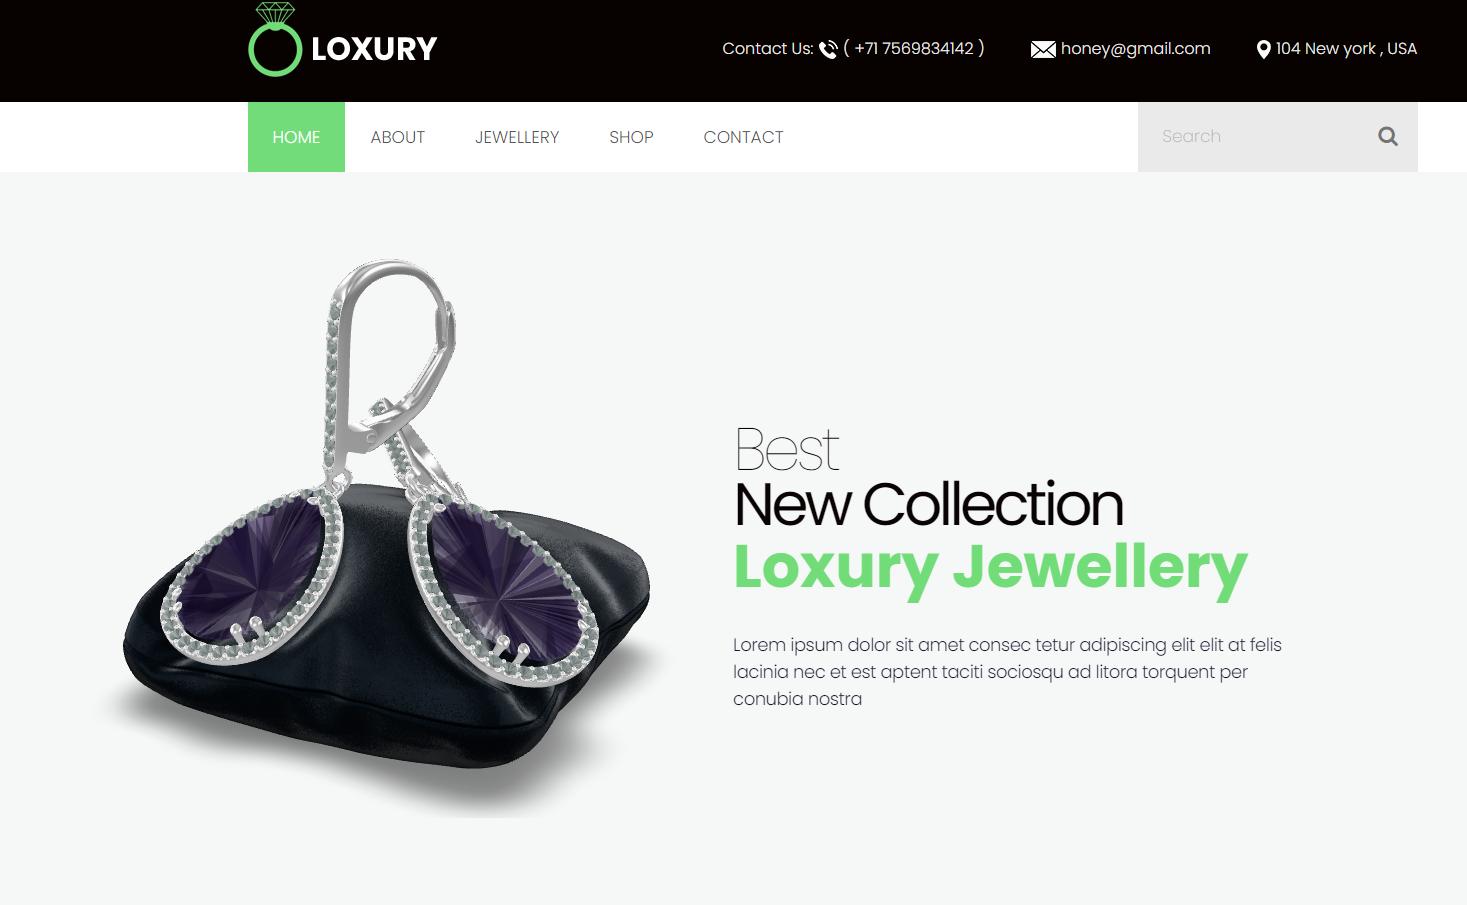 LOXURY
Contact Us: ( +71 7569834142 )
honey@gmail.com
104 New york , USA
HOME ABOUT JEWELLERY SHOP CONTACT
Search
Best
New Collection
Loxury Jewellery
Lorem ipsum dolor sit amet consec tetur adipiscing elit elit at felis
lacinia nec et est aptent taciti sociosqu ad litora torquent per
conubia nostra